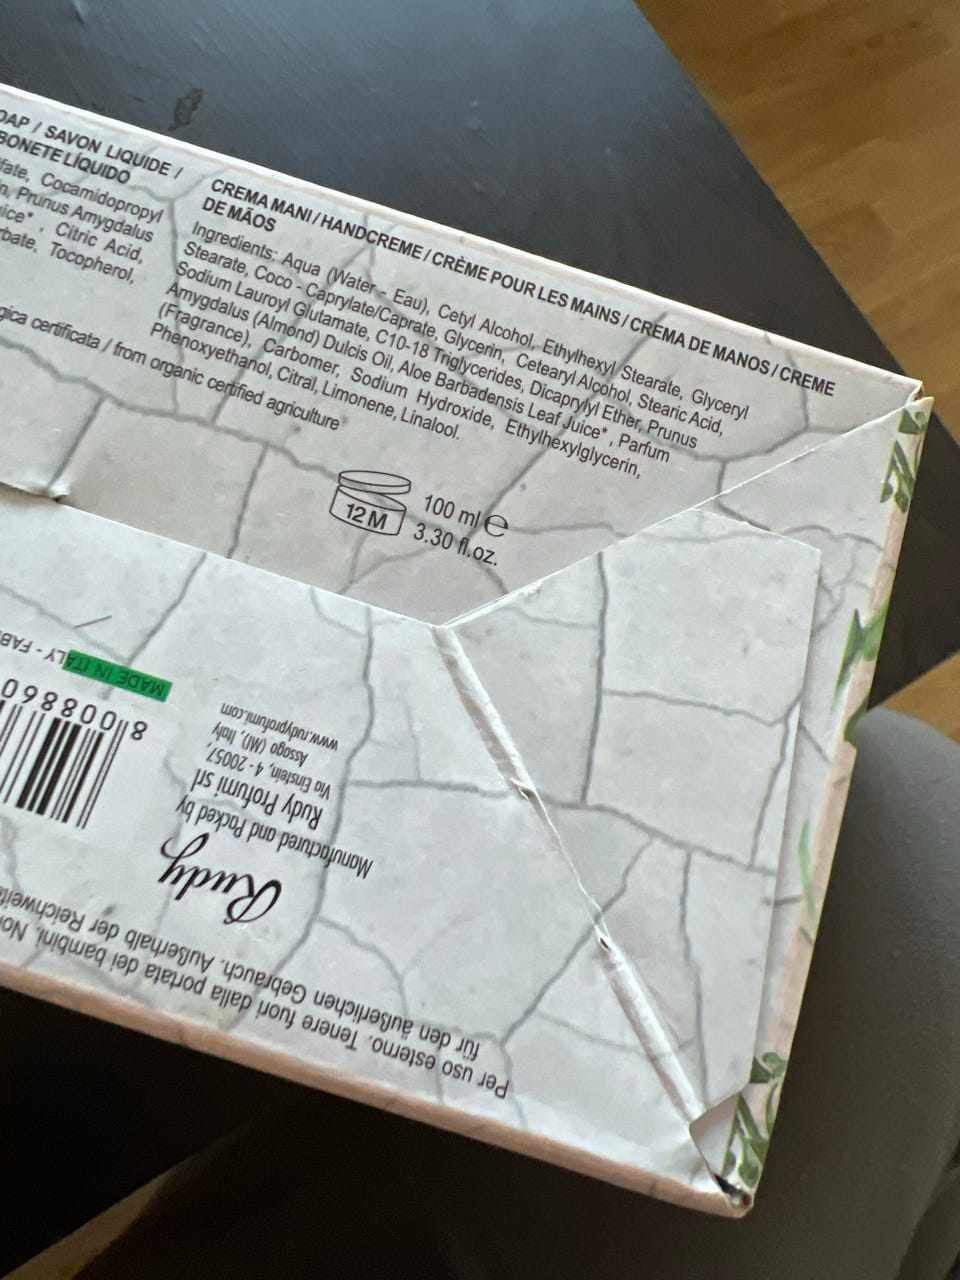 OAP / SAVON LIQUIDE /
BONETE LÍQUIDO
fate, Cocamidopropyl
n, Prunus Amygdalus
uice*, Citric Acid,
rbate, Tocopherol,
CREMA MANI / HANDCREME / CRÈME POUR LES MAINS / CREMA DE MANOS / CREME
DE MÃOS
Ingredients: Aqua (Water - Eau), Cetyl Alcohol, Ethylhexyl Stearate, Glyceryl
Stearate, Coco - Caprylate/Caprate, Glycerin, Cetearyl Alcohol, Stearic Acid,
Sodium Lauroyl Glutamate, C10-18 Triglycerides, Dicaprylyl Ether, Prunus
Amygdalus (Almond) Dulcis Oil, Aloe Barbadensis Leaf Juice*, Parfum
(Fragrance), Carbomer, Sodium Hydroxide, Ethylhexylglycerin,
Phenoxyethanol, Citral, Limonene, Linalool.
gica certificata / from organic certified agriculture
12 M
100 ml ℮
3.30 fl.oz.
Per uso esterno. Tenere fuori dalla portata dei bambini.
für den äußerlichen Gebrauch. Außerhalb der Reichweite
Rudy
Manufactured and Packed by
Rudy Profumi srl
Via Einstein, 4 - 20057,
Assago (MI), Italy
www.rudyprofumi.com
8 008860
MADE IN ITALY - FAB